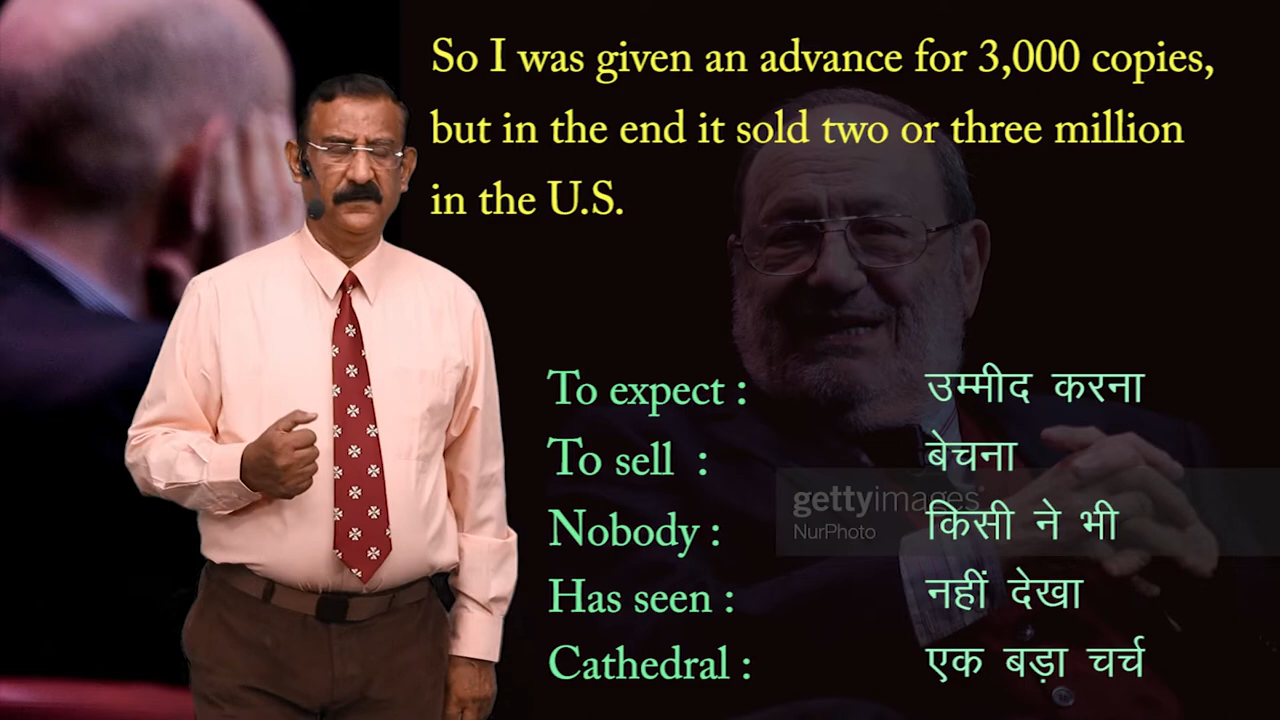 So I was given an advance for 3,000 copies,
but in the end it sold two or three million
in the U.S.
To expect : उम्मीद करना
To sell : बेचना
gettyimages®
NurPhoto
Nobody : किसी ने भी
Has seen : नहीं देखा
Cathedral : एक बड़ा चर्च